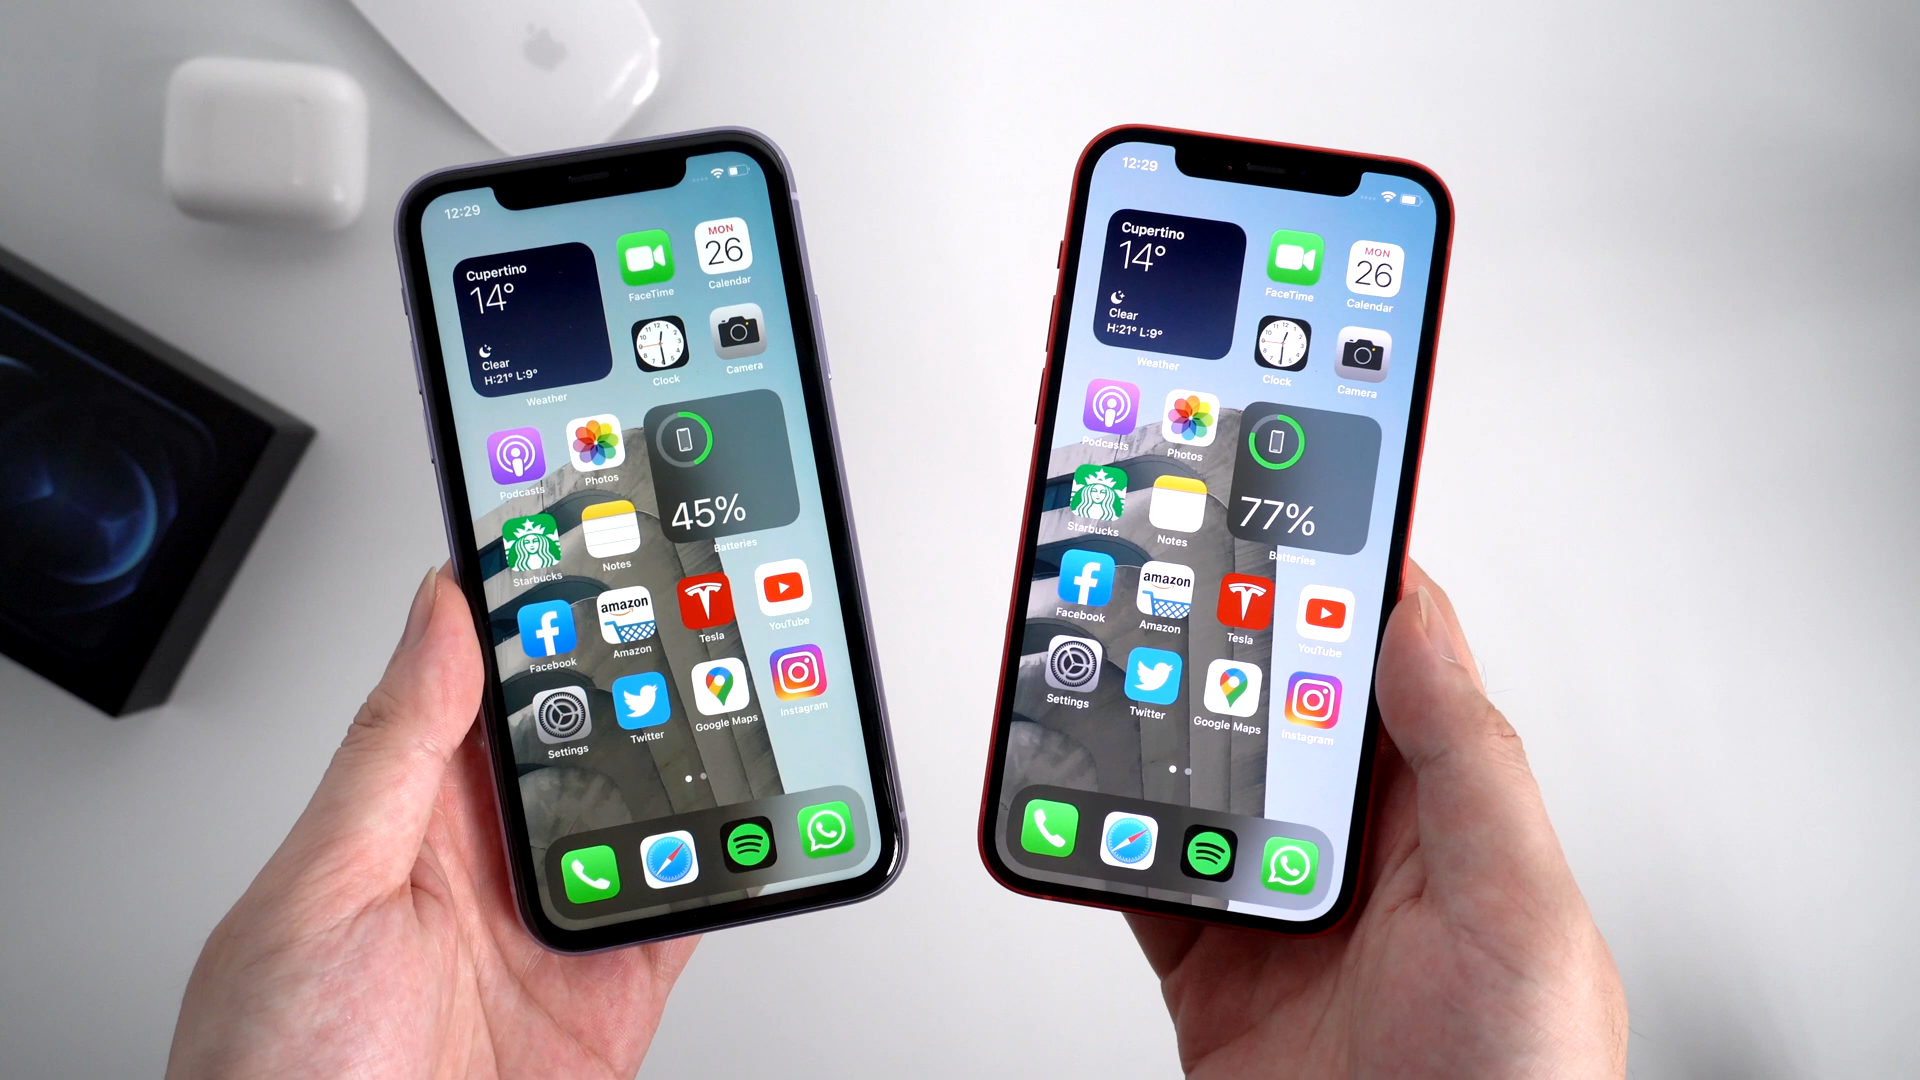 12:29
Cupertino
14°
Clear
H:21° L:9°
Weather
FaceTime
MON
26
Calendar
Clock
Camera
Podcasts
Photos
45%
Batteries
Starbucks
Notes
Facebook
amazon
Amazon
Tesla
YouTube
Settings
Twitter
Google Maps
Instagram
12:29
Cupertino
14°
Clear
H:21° L:9°
Weather
FaceTime
MON
26
Calendar
Clock
Camera
Podcasts
Photos
77%
Batteries
Starbucks
Notes
Facebook
amazon
Amazon
Tesla
YouTube
Settings
Twitter
Google Maps
Instagram